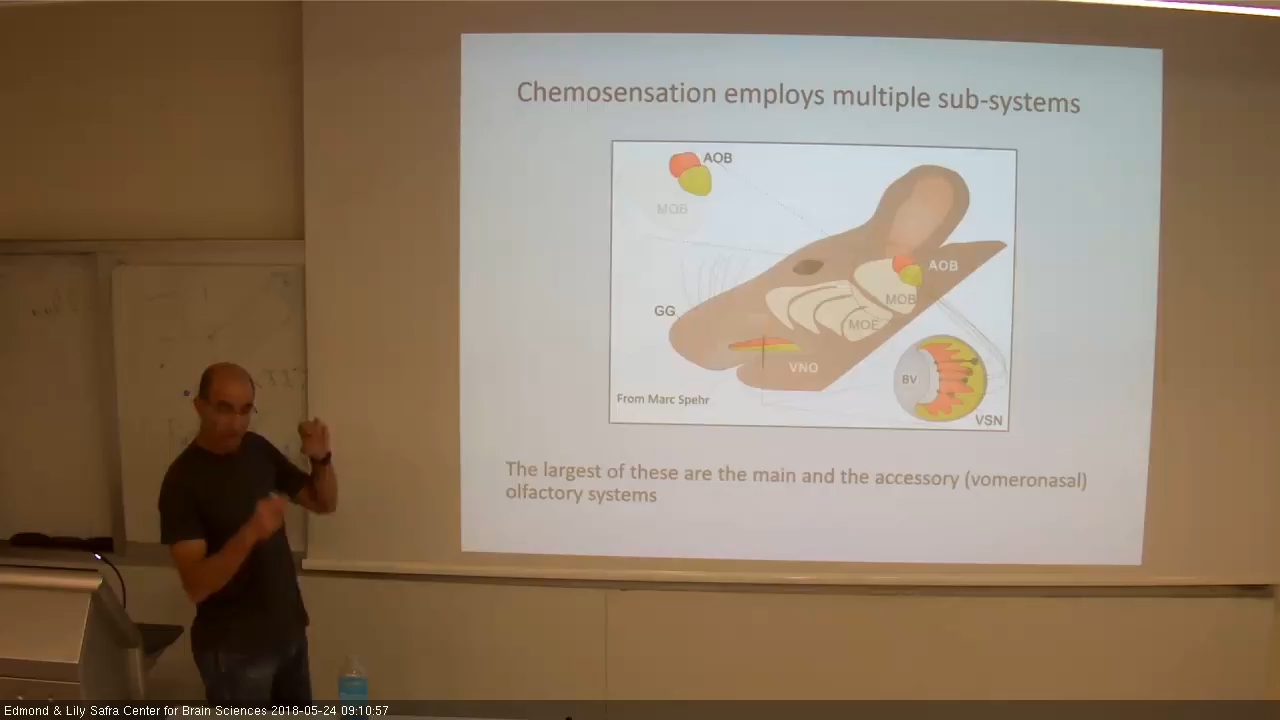 Chemosensation employs multiple sub-systems
AOB
MOB
AOB
MOB
GG
MOE
VNO
BV
From Marc Spehr
VSN
The largest of these are the main and the accessory (vomeronasal)
olfactory systems
Edmond & Lily Safra Center for Brain Sciences 2018-05-24 09:10:57